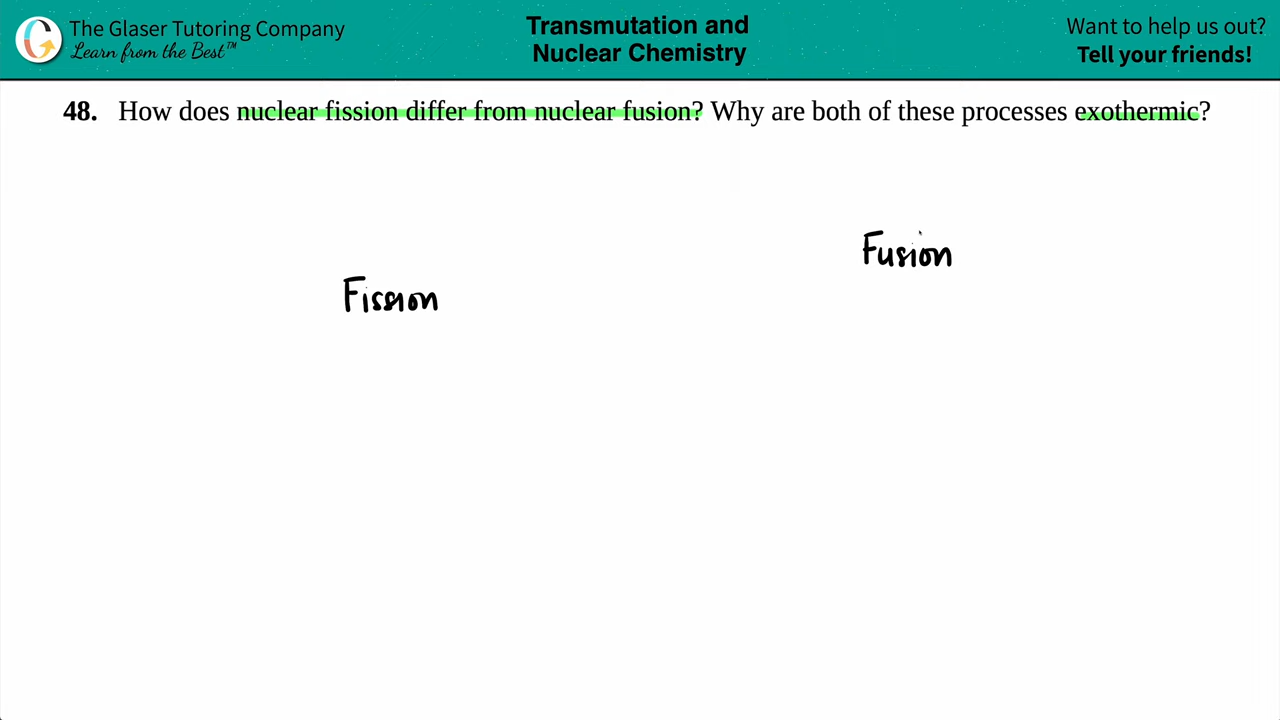 The Glaser Tutoring Company
Learn from the Best™
Transmutation and
Nuclear Chemistry
Want to help us out?
Tell your friends!
48. How does nuclear fission differ from nuclear fusion? Why are both of these processes exothermic?
Fusion
Fission